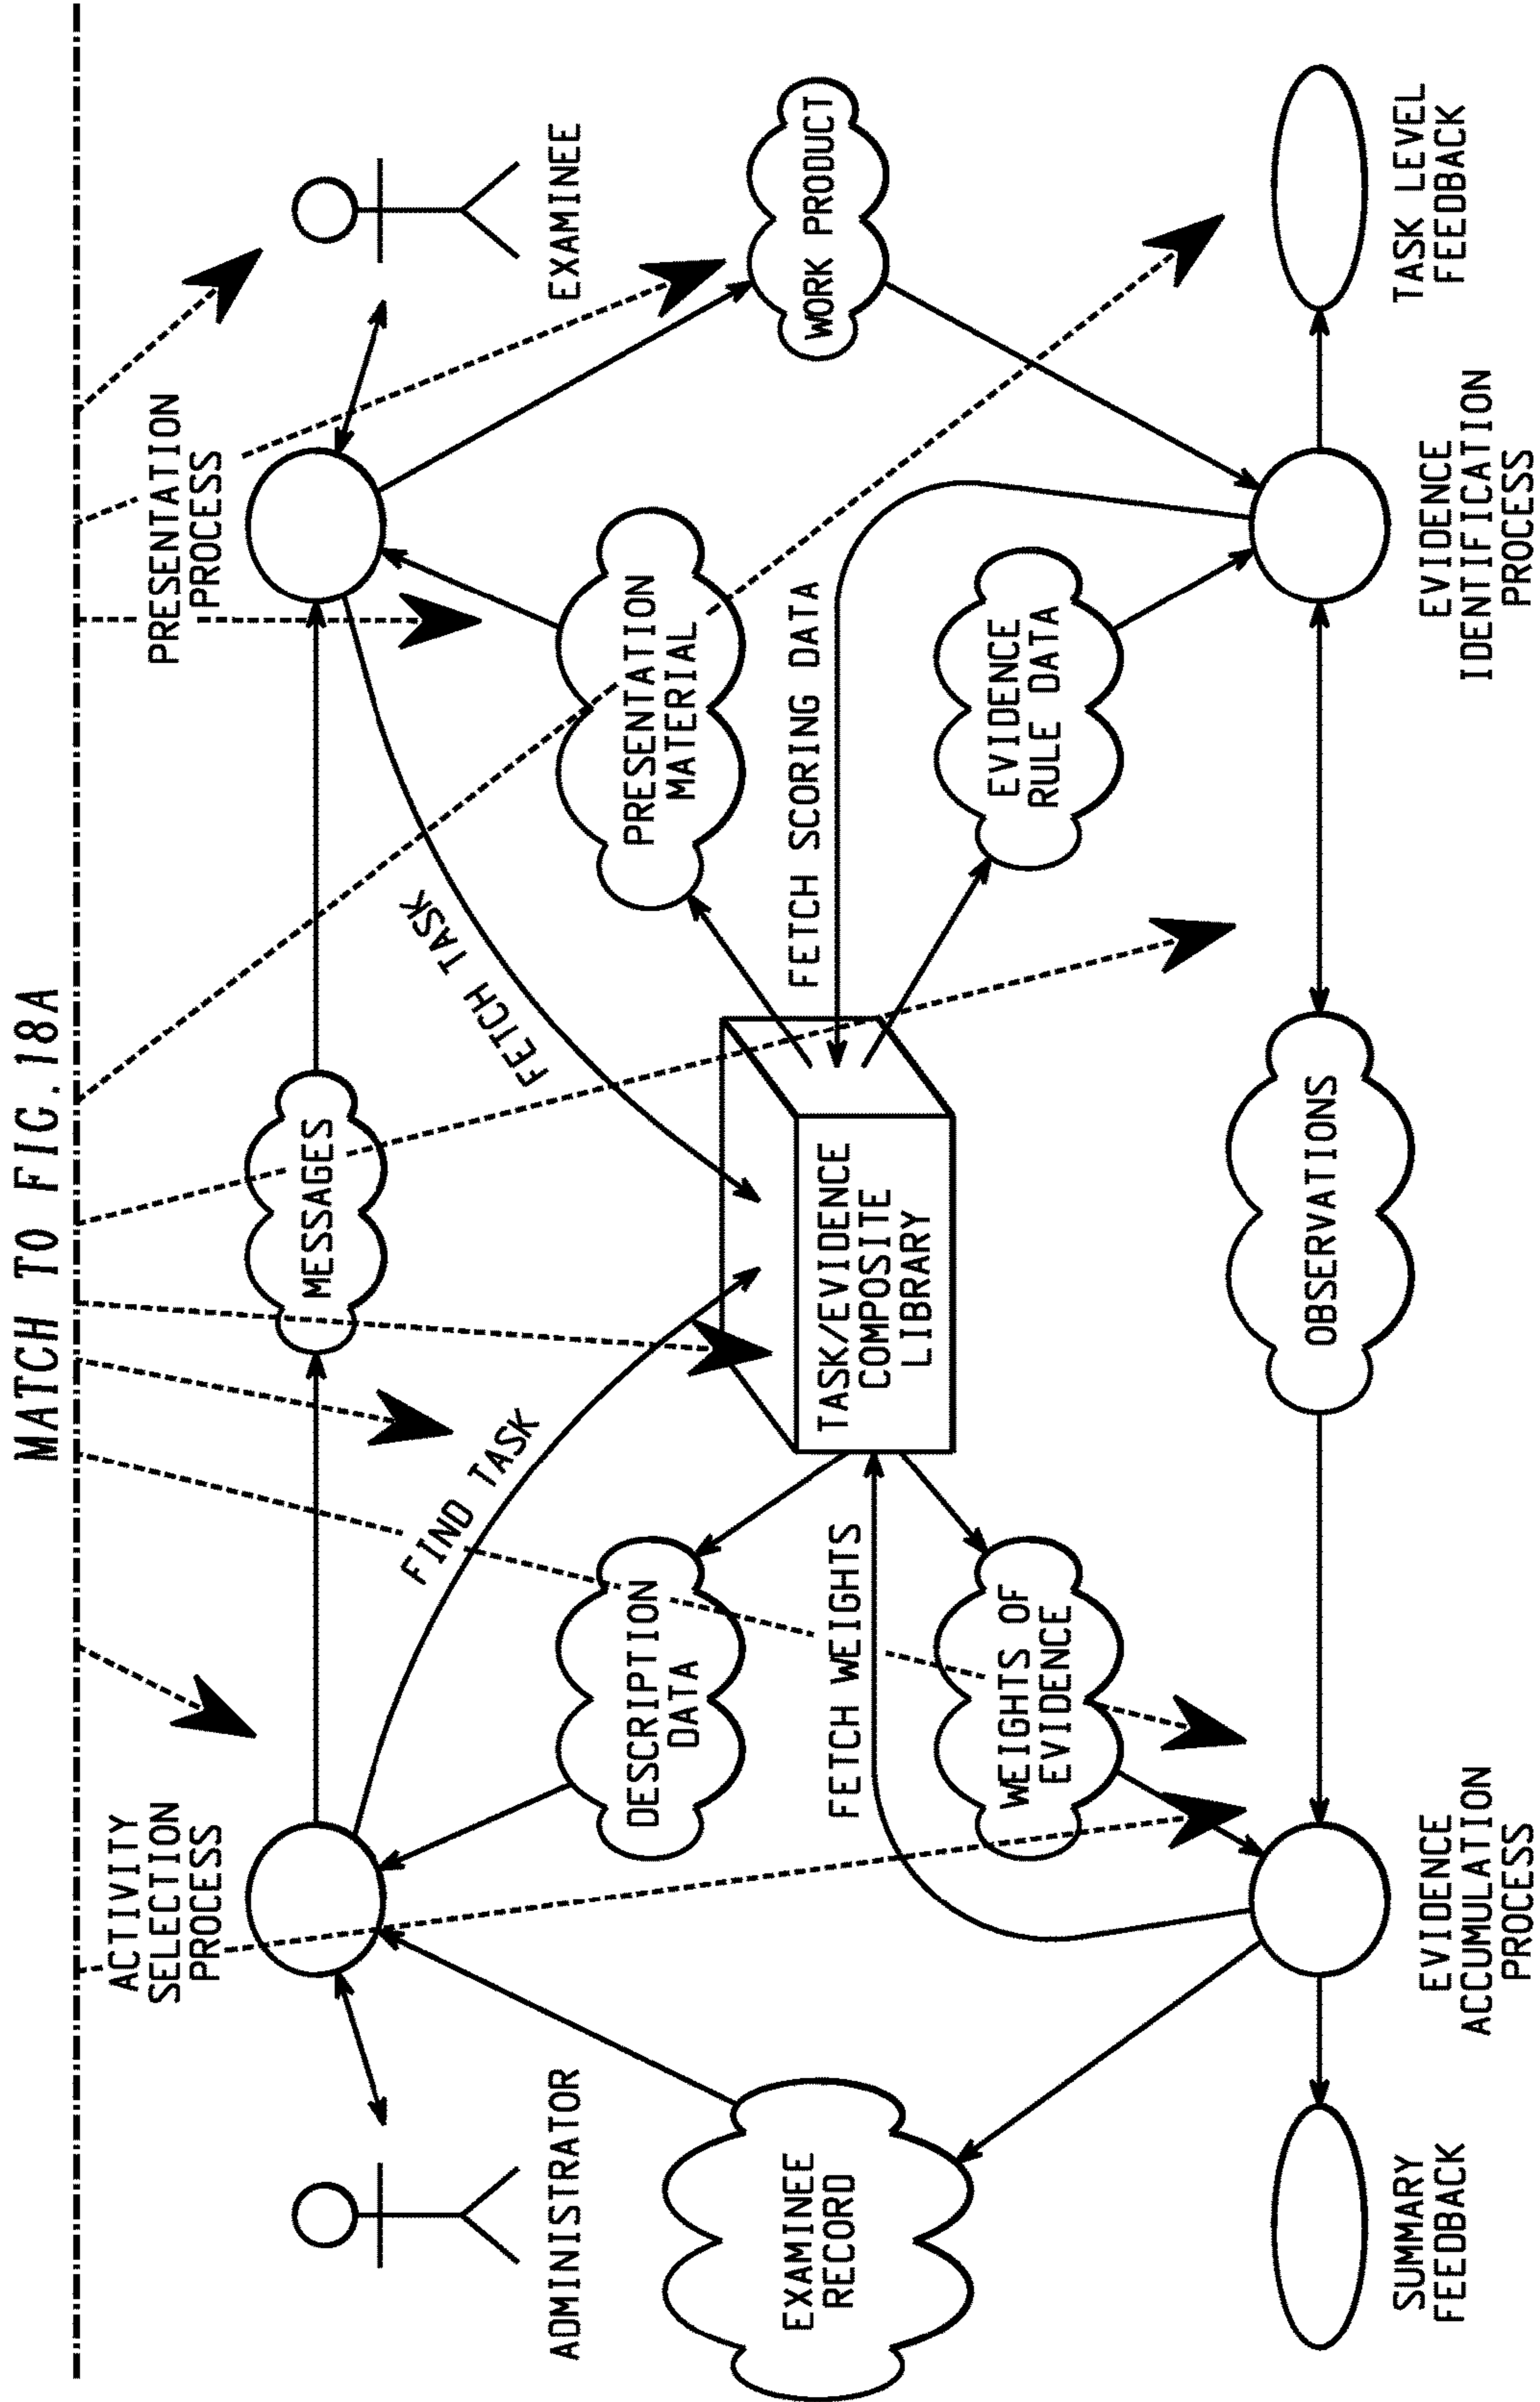 MATCH TO FIG.18A
ACTIVITY
SELECTION
PROCESS
PRESENTATION
PROCESS
MESSAGES
ADMINISTRATOR
EXAMINEE
FIND TASK
FETCH TASK
DESCRIPTION
DATA
PRESENTATION
MATERIAL
EXAMINEE
RECORD
FETCH WEIGHTS
TASK/EVIDENCE
COMPOSITE
LIBRARY
FETCH SCORING DATA
WORK PRODUCT
WEIGHTS OF
EVIDENCE
EVIDENCE
RULE DATA
OBSERVATIONS
SUMMARY
FEEDBACK
EVIDENCE
ACCUMULATION
PROCESS
EVIDENCE
IDENTIFICATION
PROCESS
TASK LEVEL
FEEDBACK